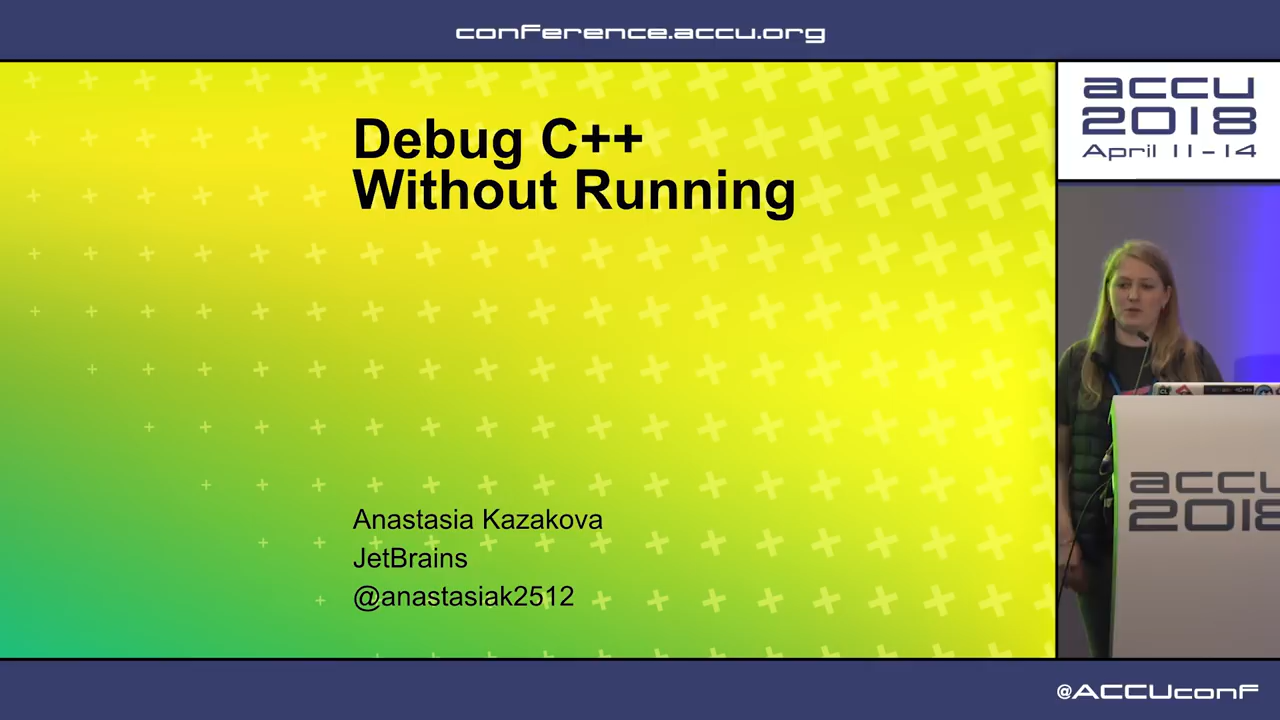 conference.accu.org
accu
2018
April 11-14
Debug C++
Without Running
Anastasia Kazakova
JetBrains
@anastasiak2512
accu
2018
@ACCUconf